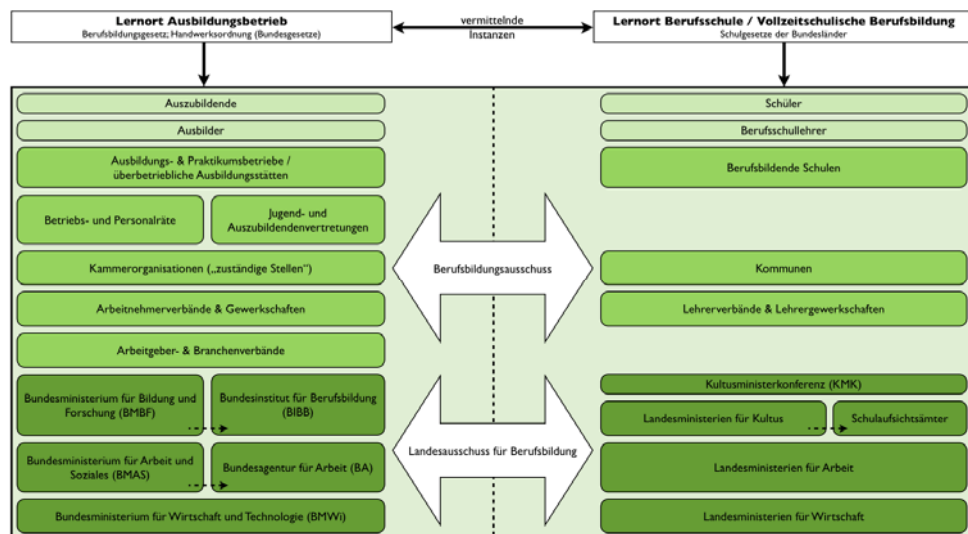 Lernort Ausbildungsbetrieb
Berufsbildungsgesetz; Handwerksordnung (Bundesgesetze)
vermittelnde
Instanzen
Lernort Berufsschule / Vollzeitschulische Berufsbildung
Schulgesetze der Bundesländer
Auszubildende
Ausbilder
Ausbildungs- & Praktikumsbetriebe /
überbetriebliche Ausbildungsstätten
Betriebs- und Personalräte
Jugend- und
Auszubildendenvertretungen
Kammerorganisationen („zuständige Stellen“)
Arbeitnehmerverbände & Gewerkschaften
Arbeitgeber- & Branchenverbände
Bundesministerium für Bildung und
Forschung (BMBF)
Bundesinstitut für Berufsbildung
(BIBB)
Bundesministerium für Arbeit und
Soziales (BMAS)
Bundesagentur für Arbeit (BA)
Bundesministerium für Wirtschaft und Technologie (BMWi)
Berufsbildungsausschuss
Landesausschuss für Berufsbildung
Schüler
Berufsschullehrer
Berufsbildende Schulen
Kommunen
Lehrerverbände & Lehrergewerkschaften
Kultusministerkonferenz (KMK)
Landesministerien für Kultus
Schulaufsichtsämter
Landesministerien für Arbeit
Landesministerien für Wirtschaft